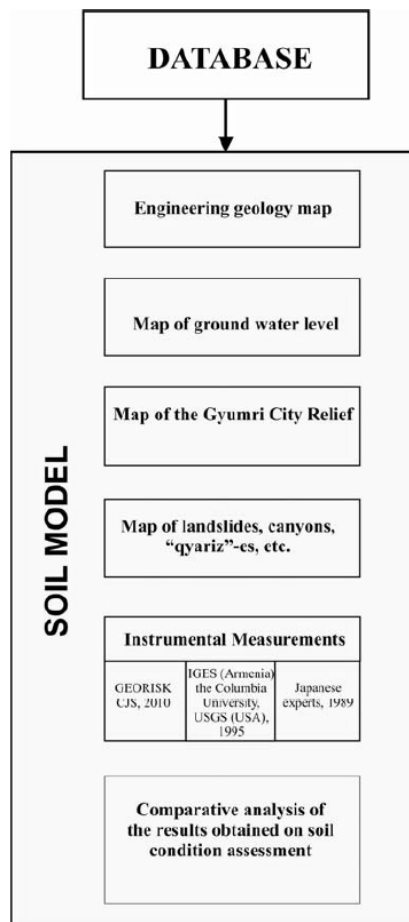 DATABASE
SOIL MODEL
Engineering geology map
Map of ground water level
Map of the Gyumri City Relief
Map of landslides, canyons,
“qyariz”-es, etc.
Instrumental Measurements
GEORISK
CJS, 2010
IGES (Armenia)
the Columbia
University,
USGS (USA),
1995
Japanese
experts, 1989
Comparative analysis of
the results obtained on soil
condition assessment